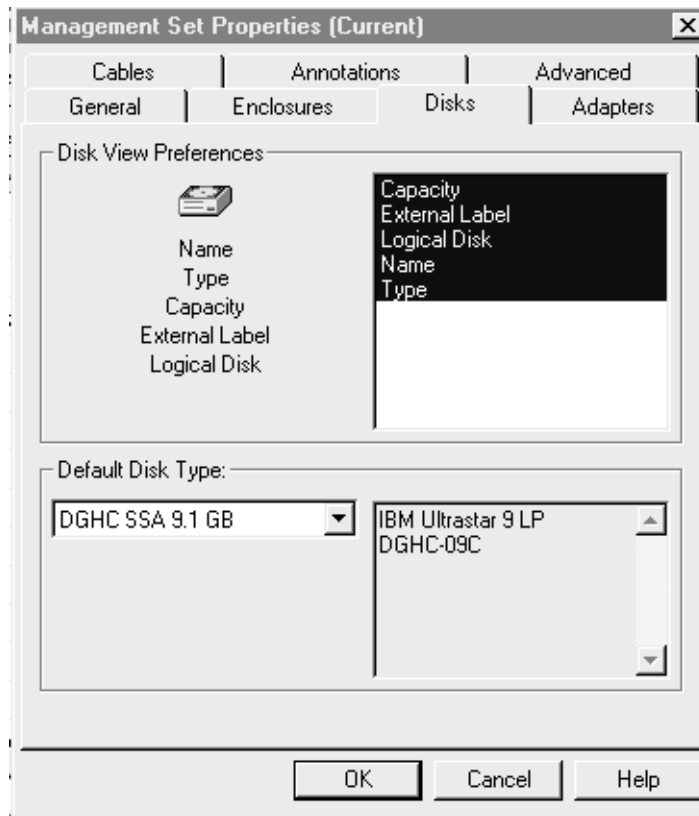 Management Set Properties (Current)
Cables Annotations Advanced
General Enclosures Disks Adapters
Disk View Preferences
Name
Type
Capacity
External Label
Logical Disk
Capacity
External Label
Logical Disk
Name
Type
Default Disk Type:
DGHC SSA 9.1 GB
IBM Ultrastar 9 LP
DGHC-09C
OK Cancel Help